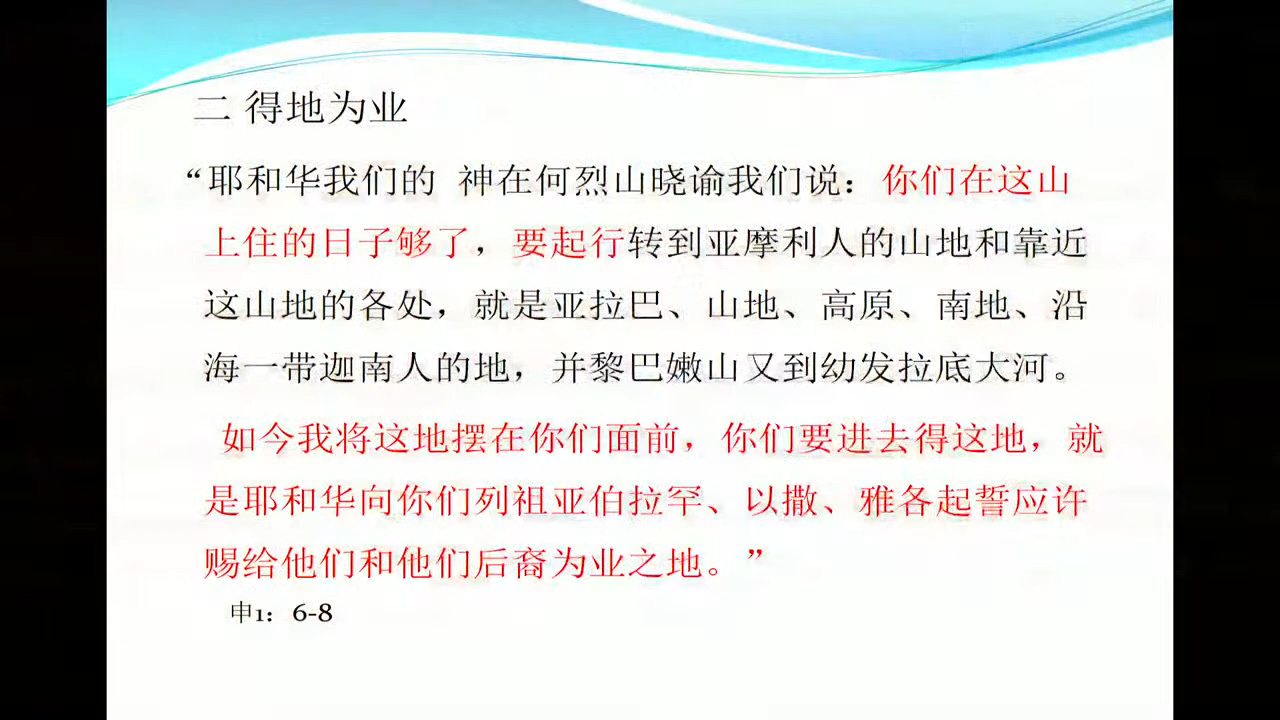 二 得地为业
“耶和华我们的 神在何烈山晓谕我们说：你们在这山
上住的日子够了，要起行转到亚摩利人的山地和靠近
这山地的各处，就是亚拉巴、山地、高原、南地、沿
海一带迦南人的地，并黎巴嫩山又到幼发拉底大河。
如今我将这地摆在你们面前，你们要进去得这地，就
是耶和华向你们列祖亚伯拉罕、以撒、雅各起誓应许
赐给他们和他们后裔为业之地。”
申1：6-8